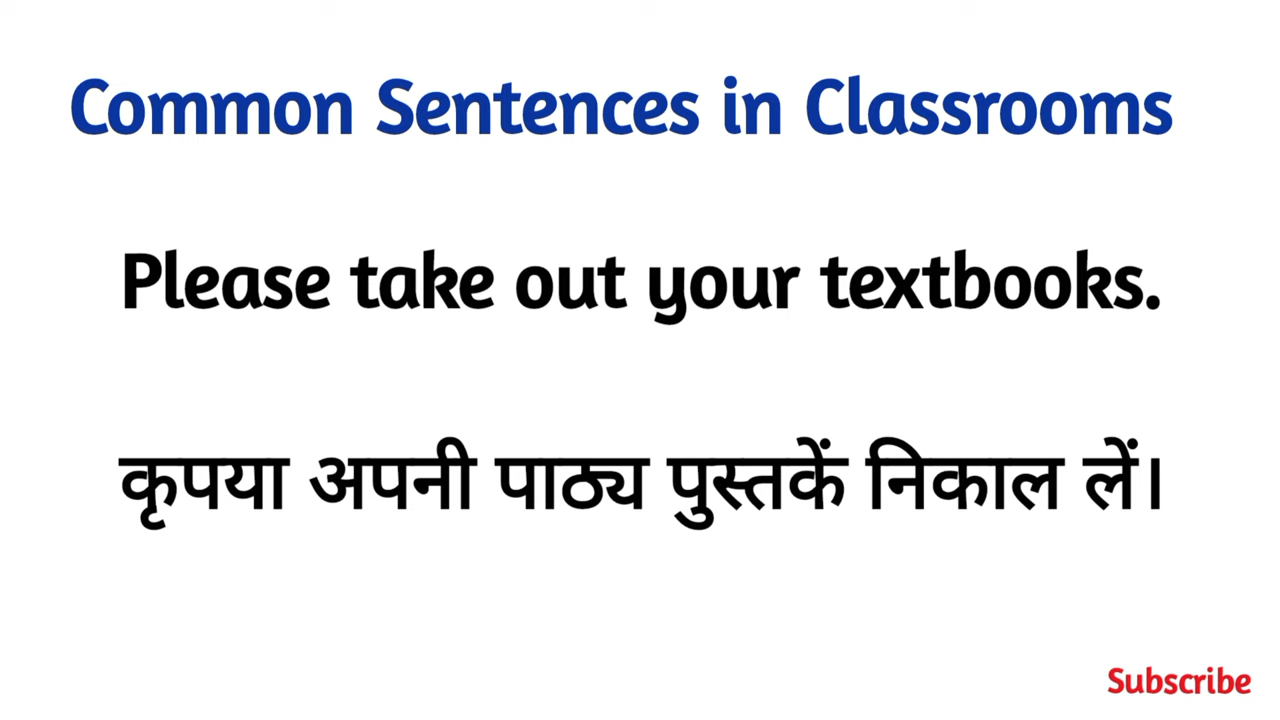 Common Sentences in Classrooms
Please take out your textbooks.
कृपया अपनी पाठ्य पुस्तकें निकाल लें।
Subscribe